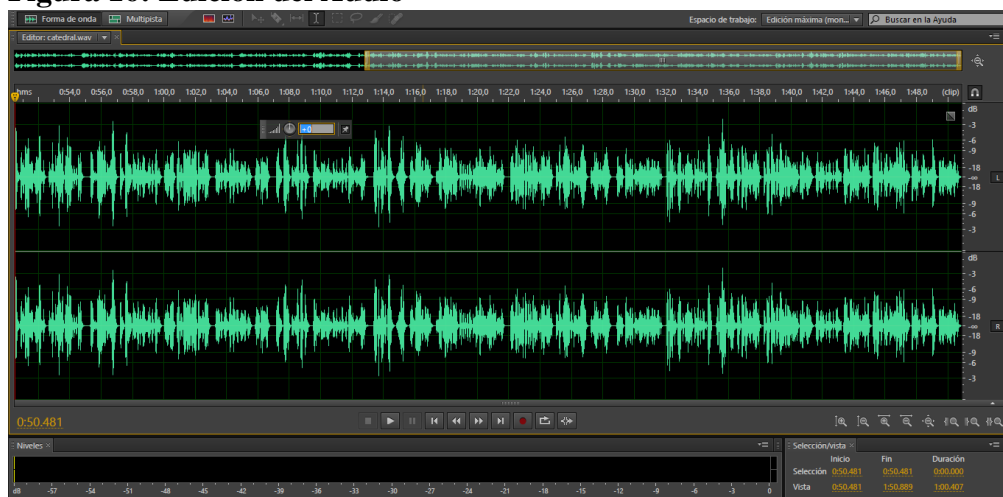 Figura 10. Edición del Audio
Forma de onda Multipista Espacio de trabajo: Edición máxima (mon... Buscar en la Ayuda
Editor: catedral.wav
hms 0:54,0 0:56,0 0:58,0 1:00,0 1:02,0 1:04,0 1:06,0 1:08,0 1:10,0 1:12,0 1:14,0 1:16,0 1:18,0 1:20,0 1:22,0 1:24,0 1:26,0 1:28,0 1:30,0 1:32,0 1:34,0 1:36,0 1:38,0 1:40,0 1:42,0 1:44,0 1:46,0 1:48,0 (clip)
dB
-3
+0
-6
-9
-18
-∞ L
-18
-9
-6
-3
dB
-3
-6
-9
-18
-∞ R
-18
-9
-6
-3
0:50.481
Niveles
dB -57 -54 -51 -48 -45 -42 -39 -36 -33 -30 -27 -24 -21 -18 -15 -12 -9 -6 -3 0
Selección/vista
Inicio Fin Duración
Selección 0:50.481 0:50.481 0:00.000
Vista 0:50.481 1:50.889 1:00.407